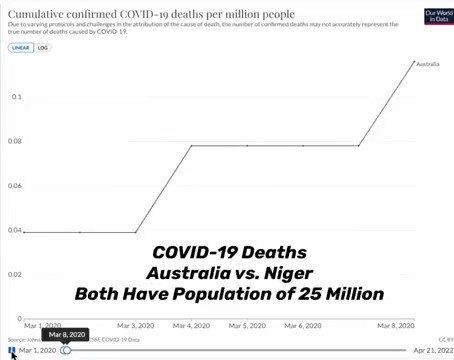 Cumulative confirmed COVID-19 deaths per million people
Due to varying protocols and challenges in the attribution of the cause of death, the number of confirmed deaths may not accurately represent the
true number of deaths caused by COVID-19.
Our World
in Data
LINEAR LOG
Australia
0.1
0.08
0.06
0.04
0.02
0
COVID-19 Deaths
Australia vs. Niger
Both Have Population of 25 Million
Mar 1, 2020 Mar 3, 2020 Mar 4, 2020 Mar 5, 2020 Mar 6, 2020 Mar 8, 2020
Mar 8, 2020
Source: Johns CSSE COVID-19 Data CC BY
Mar 1, 2020 Apr 21, 2022